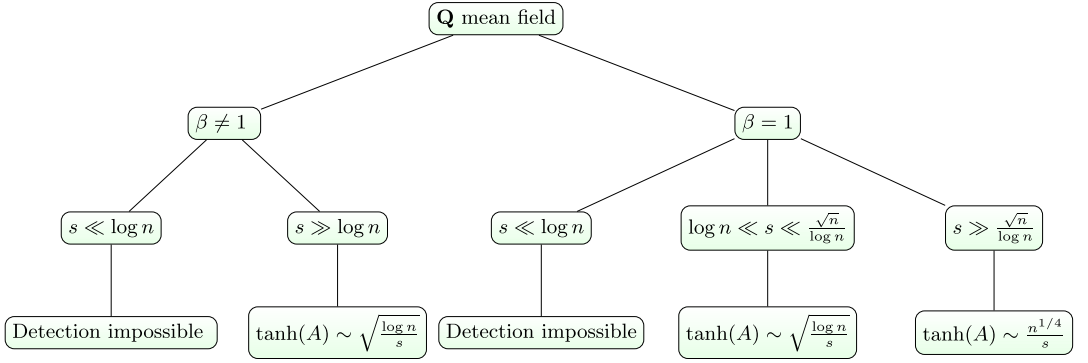 Q mean field
β ≠ 1
β = 1
s ≪ log n
s ≫ log n
s ≪ log n
log n ≪ s ≪ √n/log n
s ≫ √n/log n
Detection impossible
tanh(A) ∼ √(log n/s)
Detection impossible
tanh(A) ∼ √(log n/s)
tanh(A) ∼ n^{1/4}/s